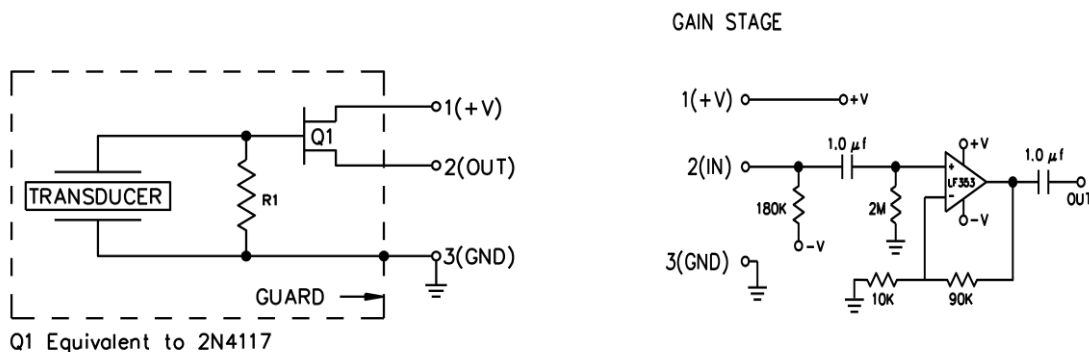 GAIN STAGE
1(+V)
Q1
2(OUT)
TRANSDUCER
R1
3(GND)
GUARD
Q1 Equivalent to 2N4117
1(+V)
+V
2(IN)
1.0 µf
+V
+
LF353
-
-V
1.0 µf
OUT
180K
-V
2M
3(GND)
10K
90K